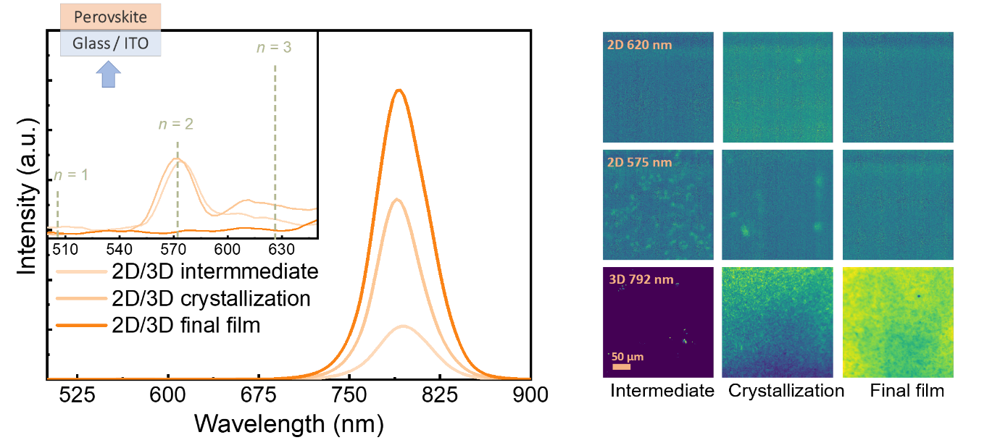 Perovskite
Glass / ITO
n = 3
n = 2
n = 1
510 540 570 600 630
2D/3D intermmediate
2D/3D crystallization
2D/3D final film
Intensity (a.u.)
525 600 675 750 825 900
Wavelength (nm)
2D 620 nm
2D 575 nm
3D 792 nm
50 μm
Intermediate Crystallization Final film